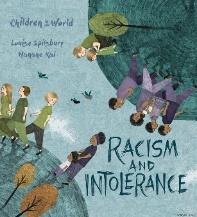 Children in our World
Louise Spilsbury
Hanane Kai
RACISM
AND
INTOLERANCE